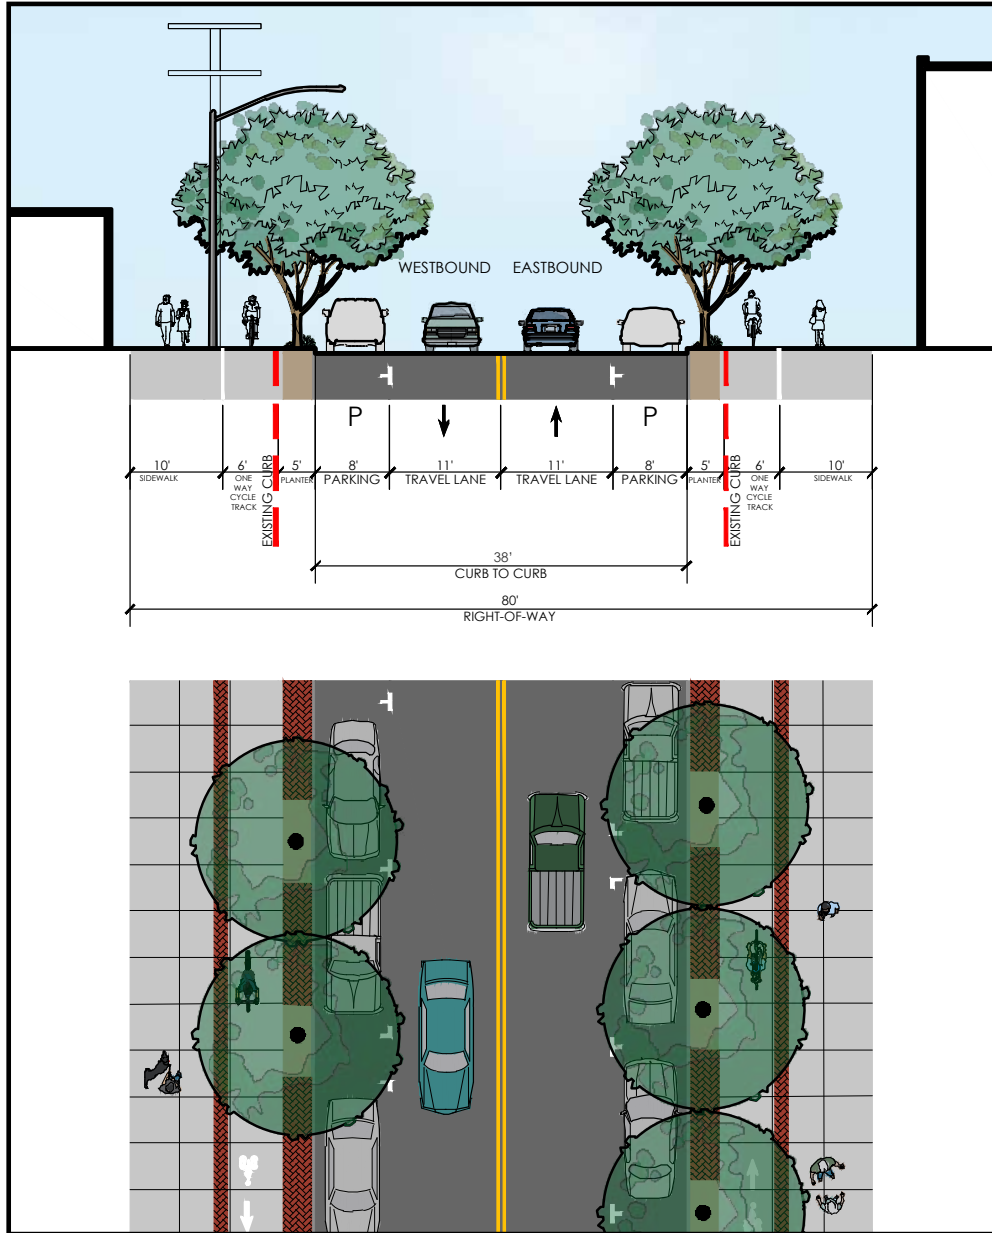 WESTBOUND EASTBOUND
P P
10' 6' 5' 8' 11' 11' 8' 5' 6' 10'
SIDEWALK ONE WAY CYCLE TRACK EXISTING CURB PLANTER PARKING TRAVEL LANE TRAVEL LANE PARKING PLANTER EXISTING CURB ONE WAY CYCLE TRACK SIDEWALK
38'
CURB TO CURB
80'
RIGHT-OF-WAY